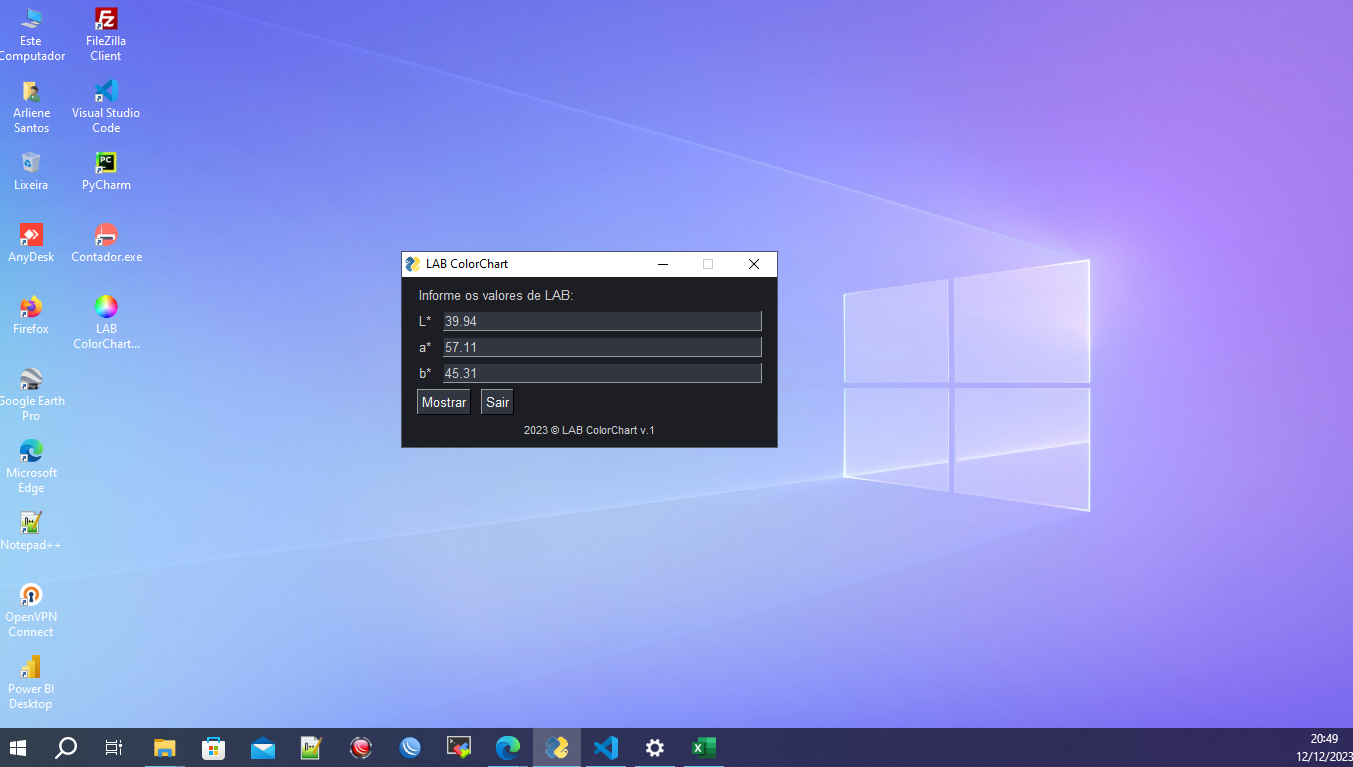 Este
Computador
FileZilla
Client
Arliene
Santos
Visual Studio
Code
Lixeira
PC
PyCharm
AnyDesk
Contador.exe
Firefox
LAB
ColorChart...
Google Earth
Pro
Microsoft
Edge
Notepad++
OpenVPN
Connect
Power BI
Desktop
LAB ColorChart
Informe os valores de LAB:
L* 39.94
a* 57.11
b* 45.31
Mostrar Sair
2023 © LAB ColorChart v.1
20:49
12/12/2023